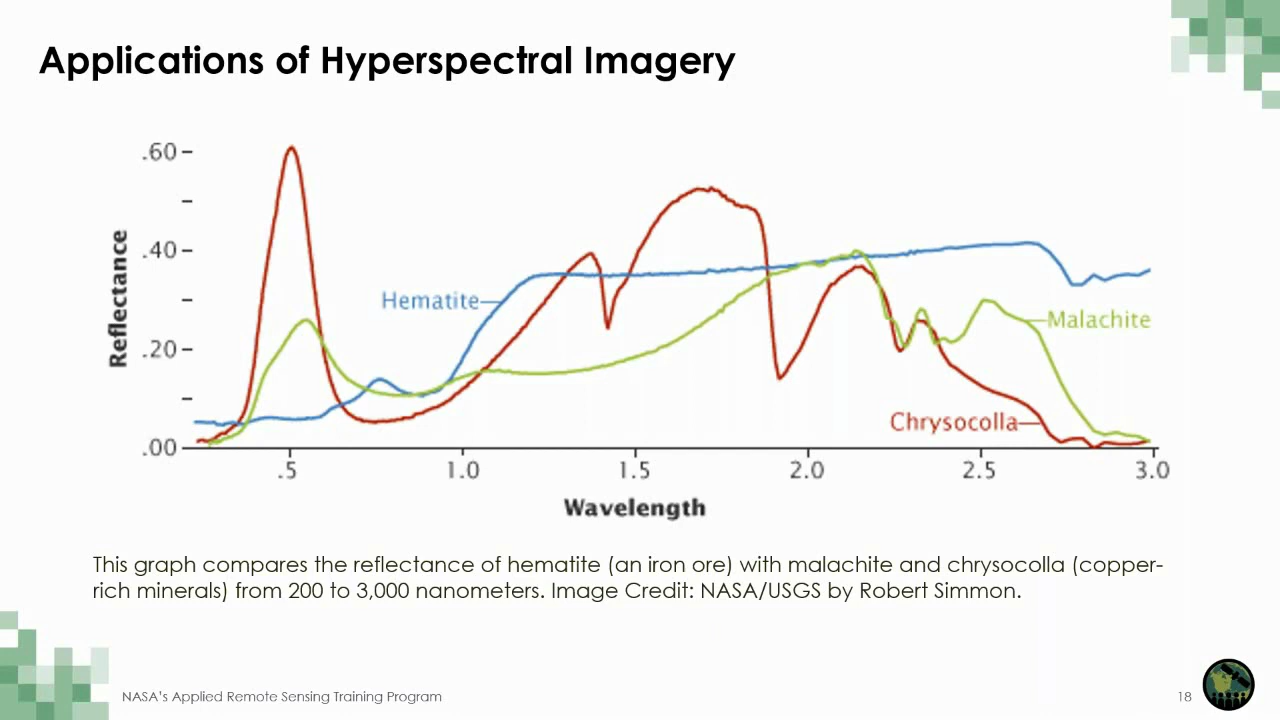 Applications of Hyperspectral Imagery
.60
.40
.20
.00
Reflectance
Hematite
Malachite
Chrysocolla
.5 1.0 1.5 2.0 2.5 3.0
Wavelength
This graph compares the reflectance of hematite (an iron ore) with malachite and chrysocolla (copper-
rich minerals) from 200 to 3,000 nanometers. Image Credit: NASA/USGS by Robert Simmon.
NASA's Applied Remote Sensing Training Program
18